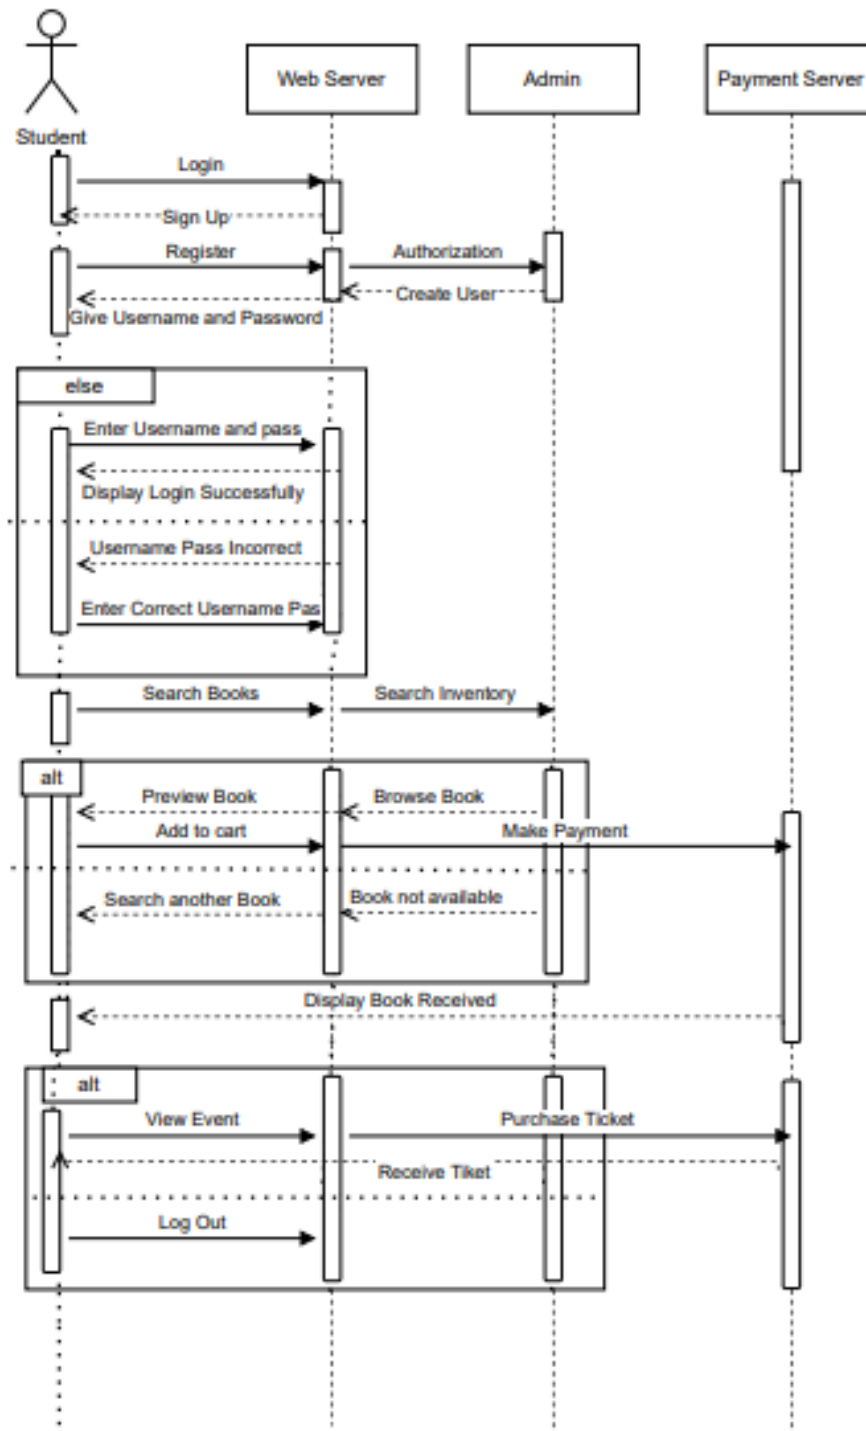 Student
Web Server
Admin
Payment Server
Login
Sign Up
Register
Authorization
Create User
Give Username and Password
else
Enter Username and pass
Display Login Successfully
Username Pass Incorrect
Enter Correct Username Pas
Search Books
Search Inventory
alt
Preview Book
Browse Book
Add to cart
Make Payment
Search another Book
Book not available
Display Book Received
alt
View Event
Purchase Ticket
Receive Tiket
Log Out